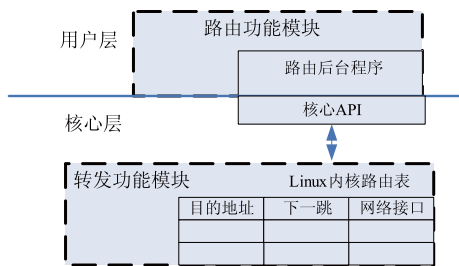 用户层
路由功能模块
路由后台程序
核心API
核心层
转发功能模块
Linux内核路由表
目的地址 下一跳 网络接口